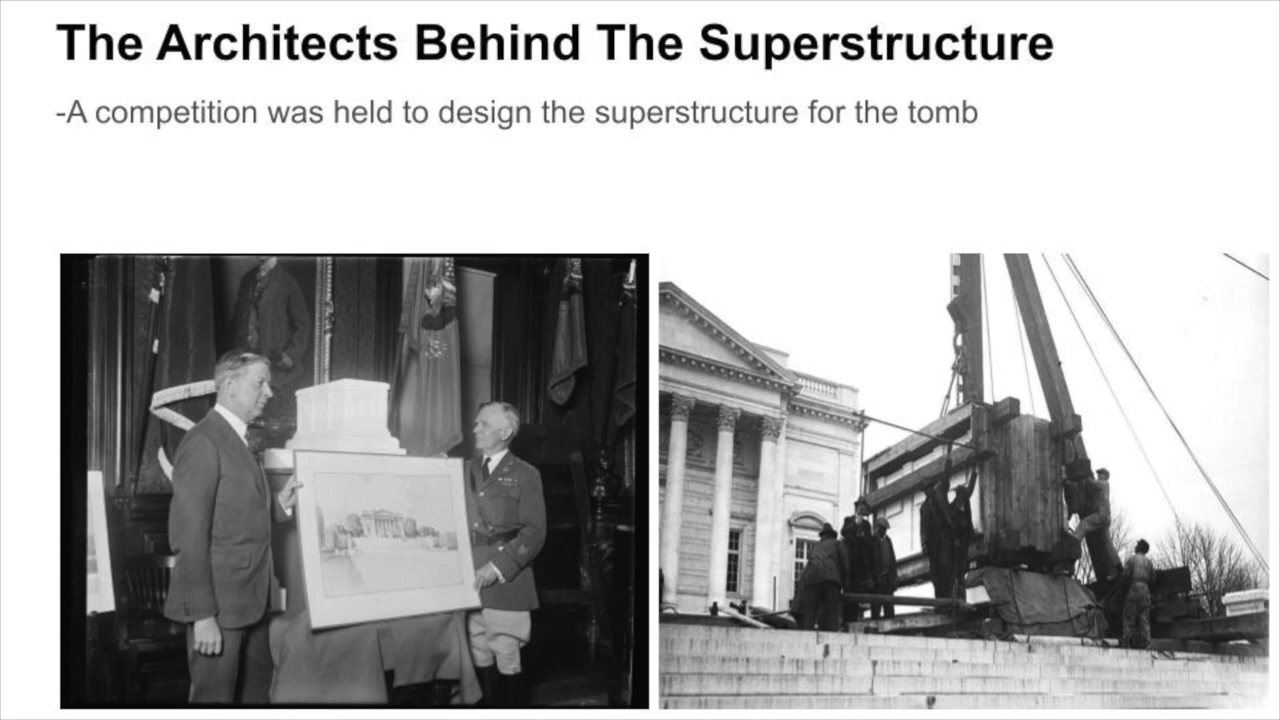 The Architects Behind The Superstructure
-A competition was held to design the superstructure for the tomb